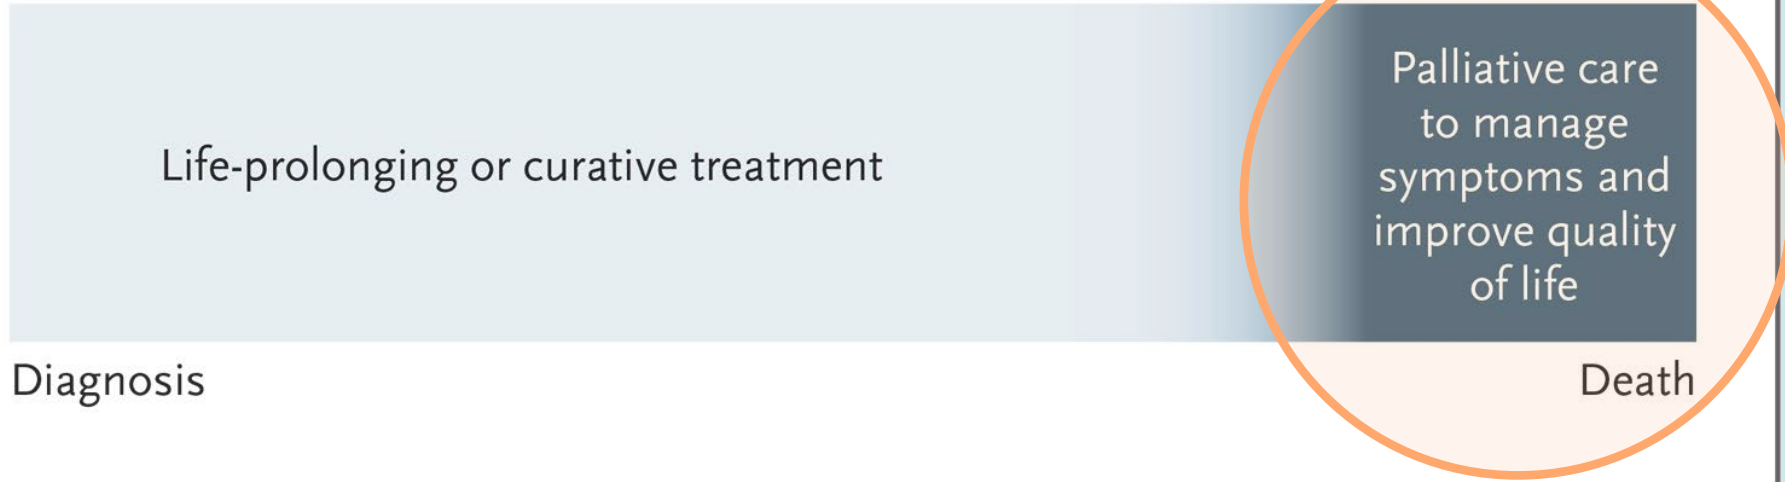 Life-prolonging or curative treatment
Palliative care
to manage
symptoms and
improve quality
of life
Diagnosis
Death